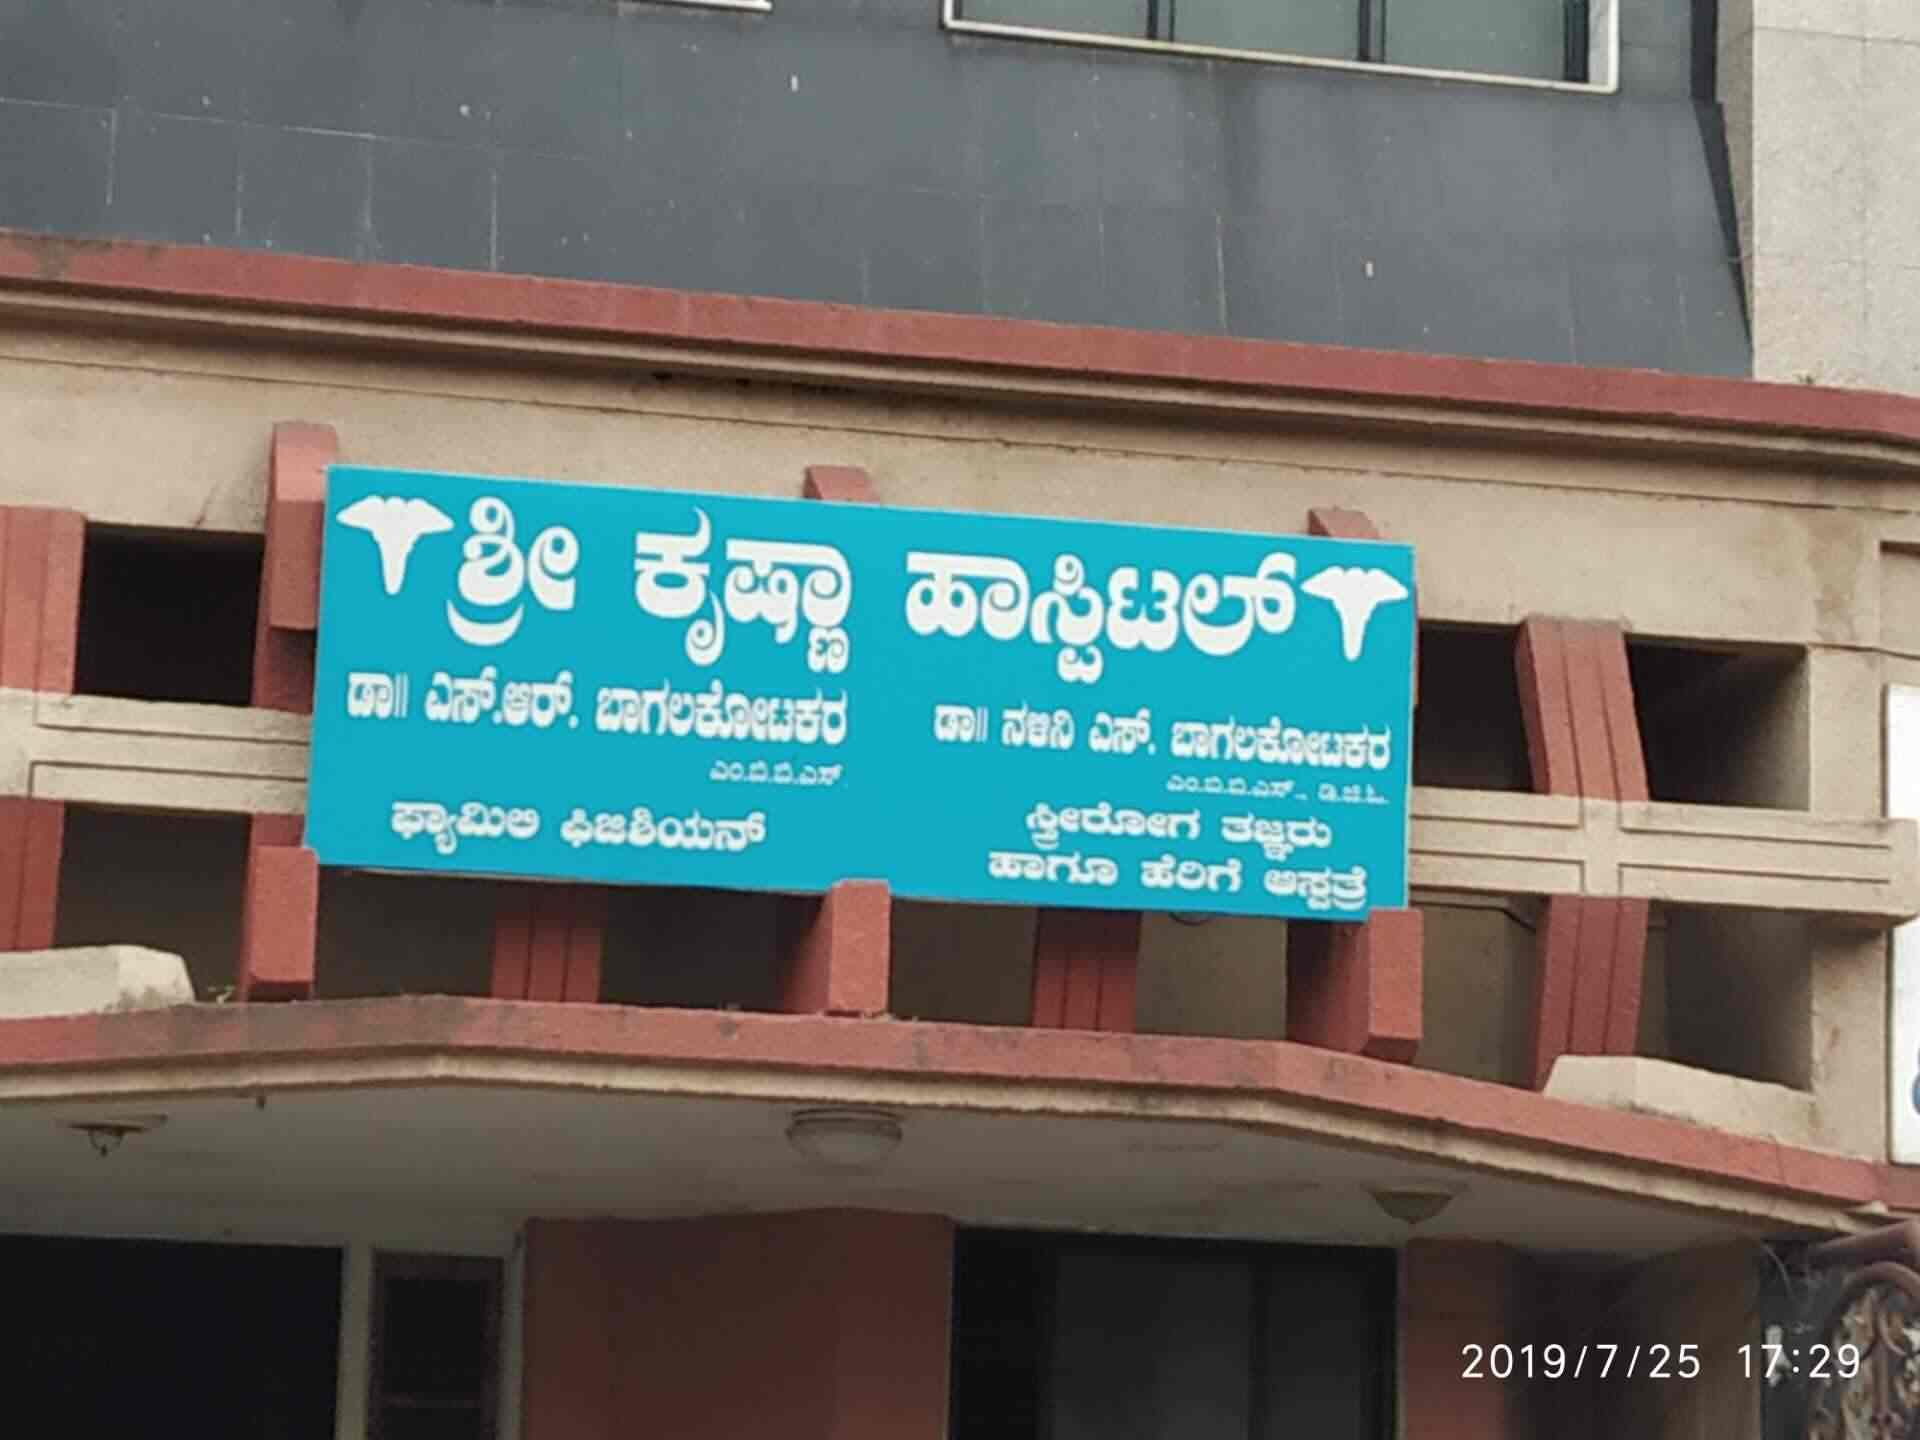 ಶ್ರೀ ಕೃಷ್ಣಾ ಹಾಸ್ಪಿಟಲ್
ಡಾ|| ಎಸ್.ಆರ್. ಬಾಗಲಕೋಟಕರ
ಎಂ.ಬಿ.ಬಿ.ಎಸ್.
ಫ್ಯಾಮಿಲಿ ಫಿಜಿಶಿಯನ್
ಡಾ|| ನಳಿನಿ ಎಸ್. ಬಾಗಲಕೋಟಕರ
ಎಂ.ಬಿ.ಬಿ.ಎಸ್., ಡಿ.ಜಿ.ಓ.
ಸ್ತ್ರೀರೋಗ ತಜ್ಞರು
ಹಾಗೂ ಹೆರಿಗೆ ಆಸ್ಪತ್ರೆ
2019/7/25 17:29